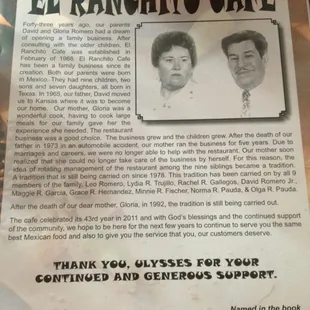 EL RANCHITO CAFE
Forty-three years ago, our parents
David and Gloria Romeo had a dream
of opening a family business. After
consulting with the older children, El
Ranchito Cafe was established in
February of 1968. El Ranchito Cafe
has been a family business since its
creation. Both our parents were born
in Mexico. They had nine children, two
song and seven daughters, all born in
Texas. In 1965, our father, David moved
us to Kansas where it was to become
our home. Our mother, Gloria was a
wonderful cook, having to cook large
meals for our family gave her the
experience she needed. The restaurant
business was a good choice. The business grew and the children grew. After the death of our
father in 1973 in an automobile accident, our mother ran the business for five years. Due to
marriages and careers, we were no longer able to help with the restaurant. Our mother soon
realized that she could no longer take care of the business by herself. For this reason, the
idea of rotating management of the restaurant among the nine siblings became a tradition.
A tradition that is still being carried on since 1978. This tradition has been carried on by all 9
members of the family, Loo Romero, Lydia R. Trujillo, Rachel R. Gallegos, David Romero Jr.,
Maggie R. Garcia, Grace R. Hernandez, Minnie R. Fischer, Norma R. Pauda, & Olga R. Pauda.
After the death of our dear mother, Gloria, in 1992, the tradition is still being carried out.
The cafe celebrated its 43rd year in 2011 and with God's blessings and the continued support
of the community, we hope to be here for the next few years to continue to serve you the same
best Mexican food and also to give you the service that you, our customers deserve.
THANK YOU, ULYSSES FOR YOUR
CONTINUED AND GENEROUS SUPPORT.
Named in the book